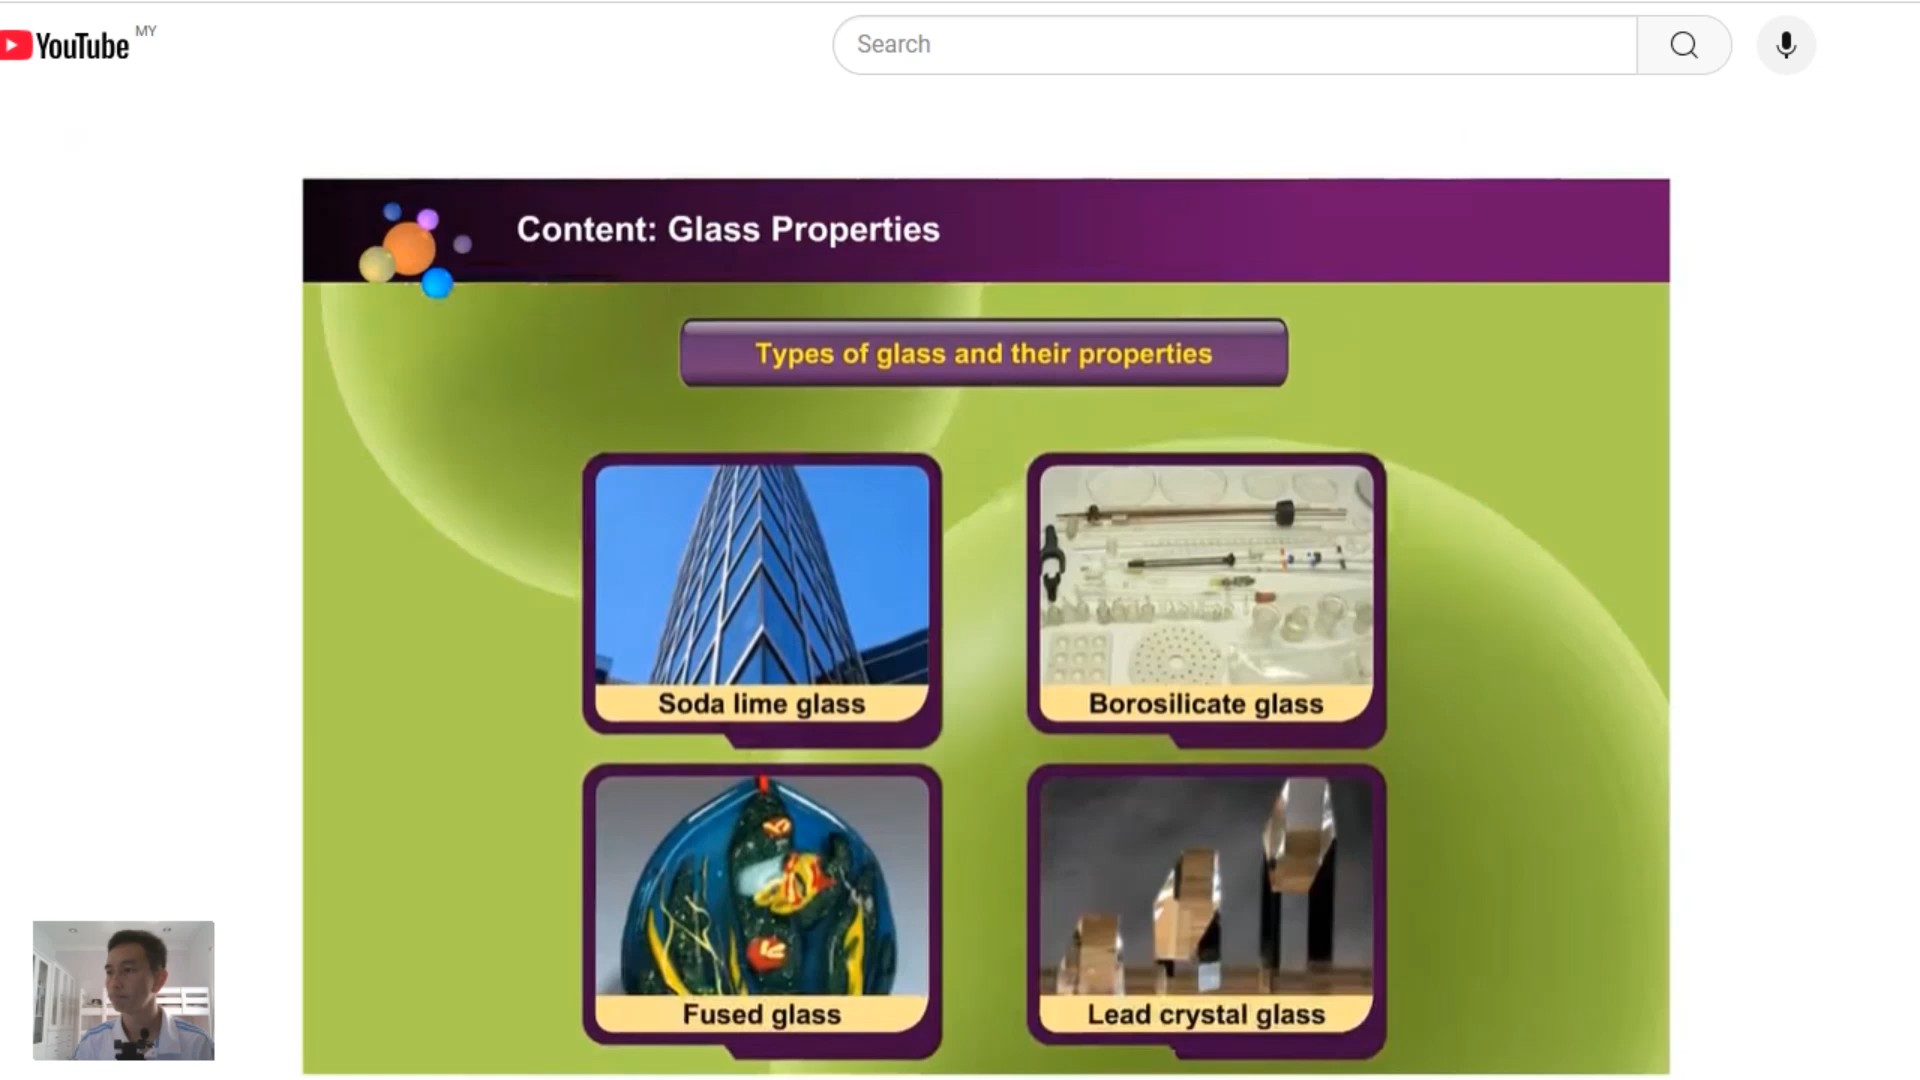 YouTube MY
Search
Content: Glass Properties
Types of glass and their properties
Soda lime glass
Borosilicate glass
Fused glass
Lead crystal glass